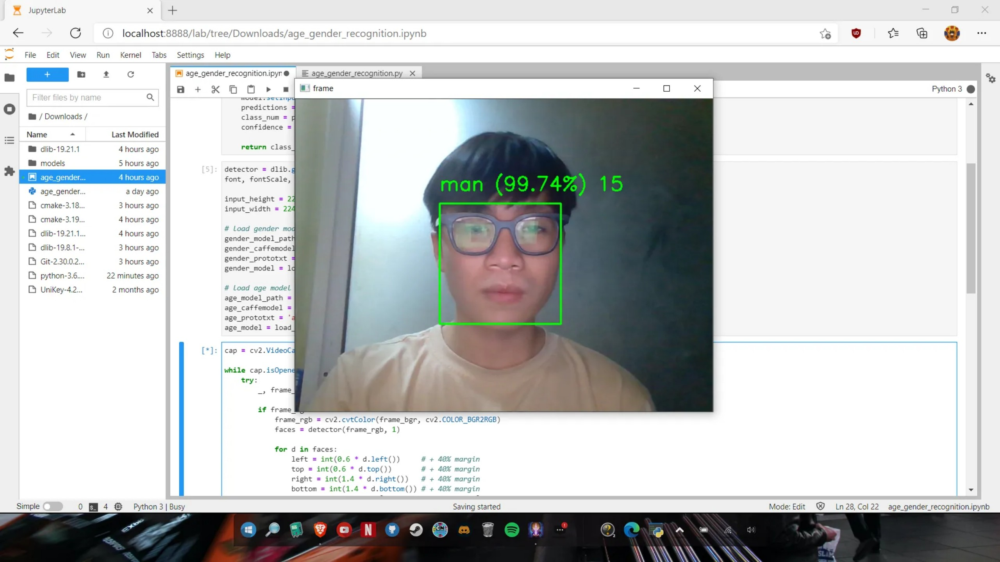 JupyterLab
localhost:8888/lab/tree/Downloads/age_gender_recognition.ipynb
File Edit View Run Kernel Tabs Settings Help
age_gender_recognition.ipyn
age_gender_recognition.py
Filter files by name
/ Downloads /
Name Last Modified
dlib-19.21.1 4 hours ago
models 5 hours ago
age_gender... 4 hours ago
age_gender... a day ago
cmake-3.18... 3 hours ago
cmake-3.19... 4 hours ago
dlib-19.21.1... 4 hours ago
dlib-19.8.1-... 3 hours ago
Git-2.30.0.2... 3 hours ago
python-3.6.... 22 minutes ago
UniKey-4.2... 2 months ago
Python 3
frame
man (99.74%) 15
predictions =
class_num = p
confidence =
return class_
[5]:
detector = dlib.g
font, fontScale,
input_height = 22
input_width = 224
# load gender mod
gender_model_path
gender_caffemodel
gender_prototxt =
gender_model = lo
# load age model
age_model_path =
age_caffemodel =
age_prototxt = 'a
age_model = load_
[*]:
cap = cv2.VideoCa
while cap.isOpene
try:
_, frame_
if frame_
frame_rgb = cv2.cvtColor(frame_bgr, cv2.COLOR_BGR2RGB)
faces = detector(frame_rgb, 1)
for d in faces:
left = int(0.6 * d.left()) # + 40% margin
top = int(0.6 * d.top()) # + 40% margin
right = int(1.4 * d.right()) # + 40% margin
bottom = int(1.4 * d.bottom()) # + 40% margin
Simple 0 4 Python 3 | Busy Saving started Mode: Edit Ln 28, Col 22 age_gender_recognition.ipynb